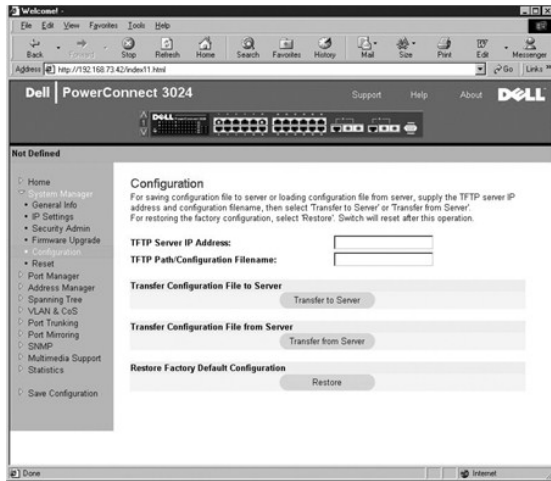 Welcome! -
File Edit View Favorites Tools Help
Back Forward Stop Refresh Home Search Favorites History Mail Size Print Edit Messenger
Address http://192.168.73.42/index11.html Go Links »
Dell | PowerConnect 3024 Support Help About DELL
DELL
Not Defined
Home
System Manager
General Info
IP Settings
Security Admin
Firmware Upgrade
Configuration
Reset
Port Manager
Address Manager
Spanning Tree
VLAN & CoS
Port Trunking
Port Mirroring
SNMP
Multimedia Support
Statistics
Save Configuration
Configuration
For saving configuration file to server or loading configuration file from server, supply the TFTP server IP
address and configuration filename, then select 'Transfer to Server' or 'Transfer from Server'.
For restoring the factory configuration, select 'Restore'. Switch will reset after this operation.
TFTP Server IP Address:
TFTP Path/Configuration Filename:
Transfer Configuration File to Server
Transfer to Server
Transfer Configuration File from Server
Transfer from Server
Restore Factory Default Configuration
Restore
Done Internet